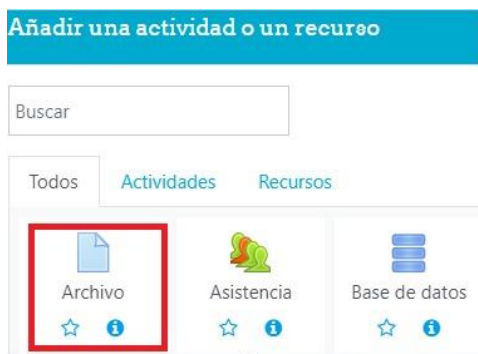 Añadir una actividad o un recurso
Buscar
Todos Actividades Recursos
Archivo Asistencia Base de datos